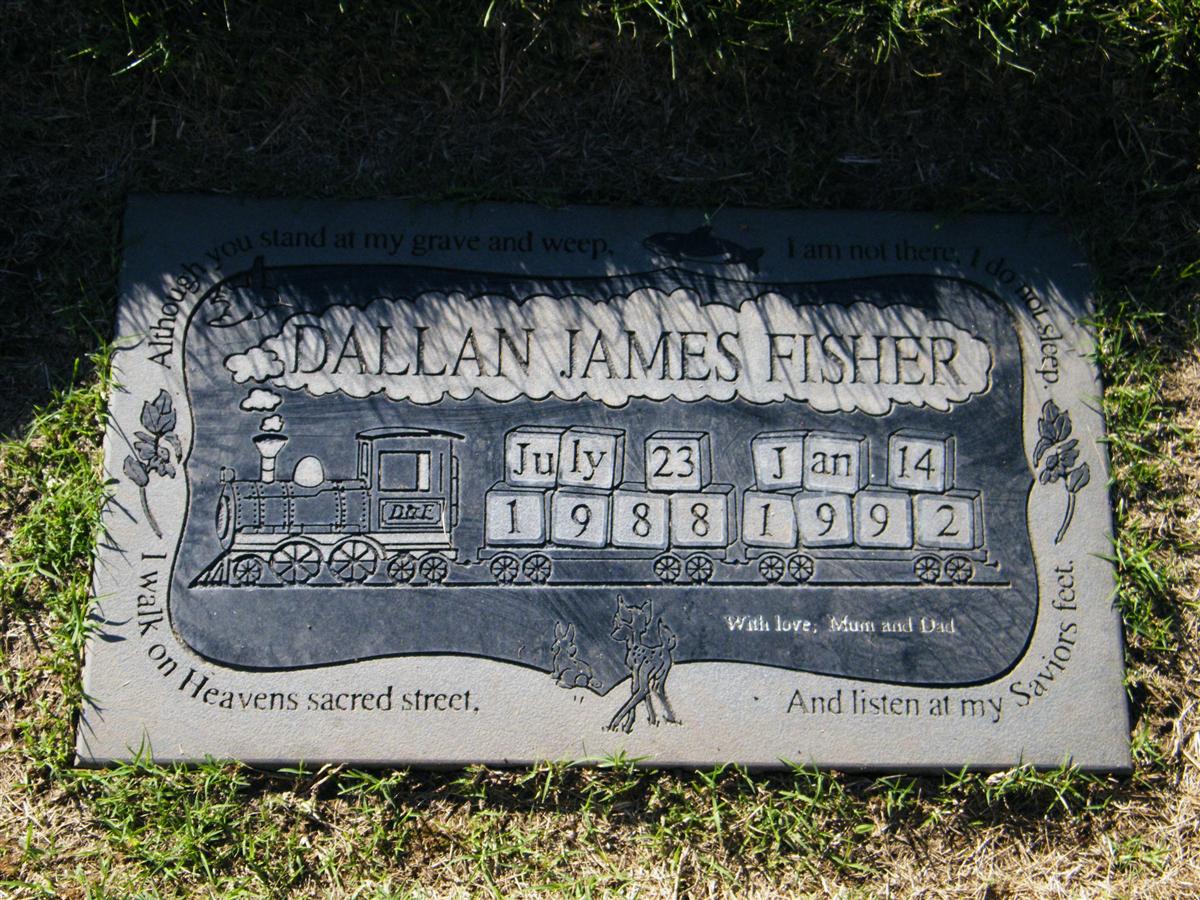 Although you stand at my grave and weep,
I am not there, I do not sleep.
DALLAN JAMES FISHER
July 23
1988
Jan 14
1992
With love, Mum and Dad
I walk on Heavens sacred street,
And listen at my Saviors feet.